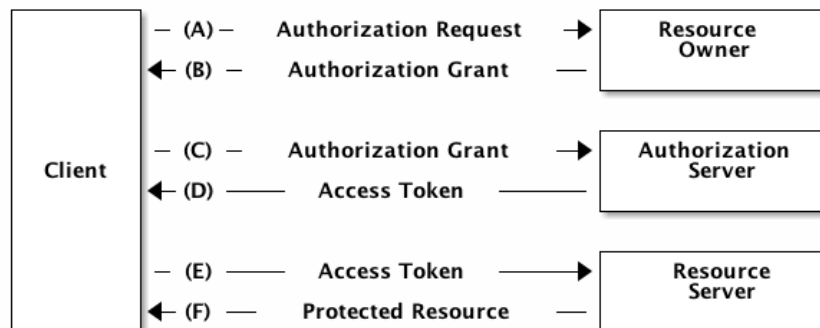 (A) Authorization Request Resource
Owner
(B) Authorization Grant
Client
(C) Authorization Grant Authorization
Server
(D) Access Token
(E) Access Token Resource
Server
(F) Protected Resource